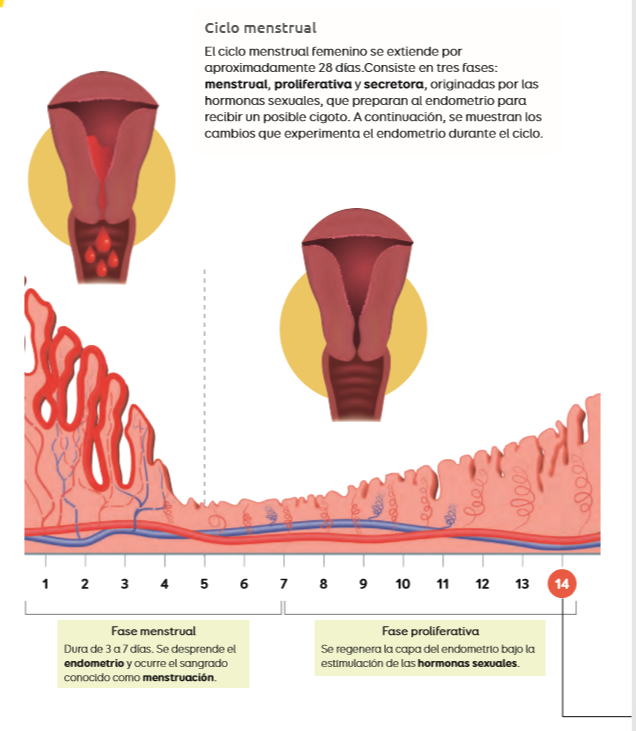 Ciclo menstrual
El ciclo menstrual femenino se extiende por
aproximadamente 28 días.Consiste en tres fases:
menstrual, proliferativa y secretora, originadas por las
hormonas sexuales, que preparan al endometrio para
recibir un posible cigoto. A continuación, se muestran los
cambios que experimenta el endometrio durante el ciclo.
1 2 3 4 5 6 7 8 9 10 11 12 13 14
Fase menstrual
Dura de 3 a 7 días. Se desprende el
endometrio y ocurre el sangrado
conocido como menstruación.
Fase proliferativa
Se regenera la capa del endometrio bajo la
estimulación de las hormonas sexuales.